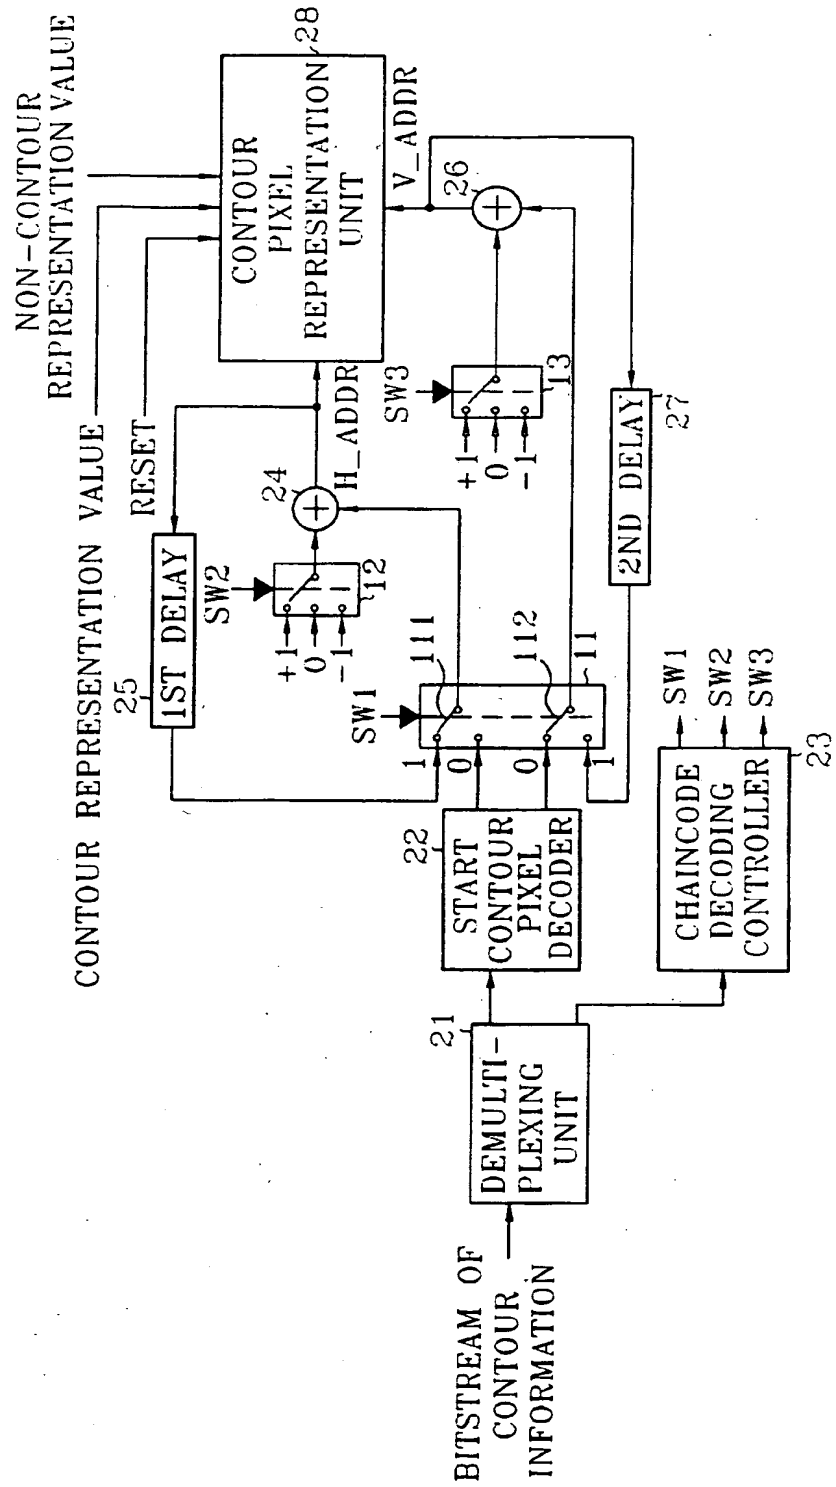 BITSTREAM OF
CONTOUR
INFORMATION
21
DEMULTI-
PLEXING
UNIT
22
START
CONTOUR
PIXEL
DECODER
CHAINCODE
DECODING
CONTROLLER
23
SW1
SW2
SW3
SW1
111
112
11
1
0
0
1
25
1ST DELAY
SW2
+1
0
-1
12
24
H_ADDR
SW3
+1
0
-1
13
26
V_ADDR
2ND DELAY
27
CONTOUR REPRESENTATION VALUE
RESET
NON-CONTOUR
REPRESENTATION VALUE
CONTOUR
PIXEL
REPRESENTATION
UNIT
28